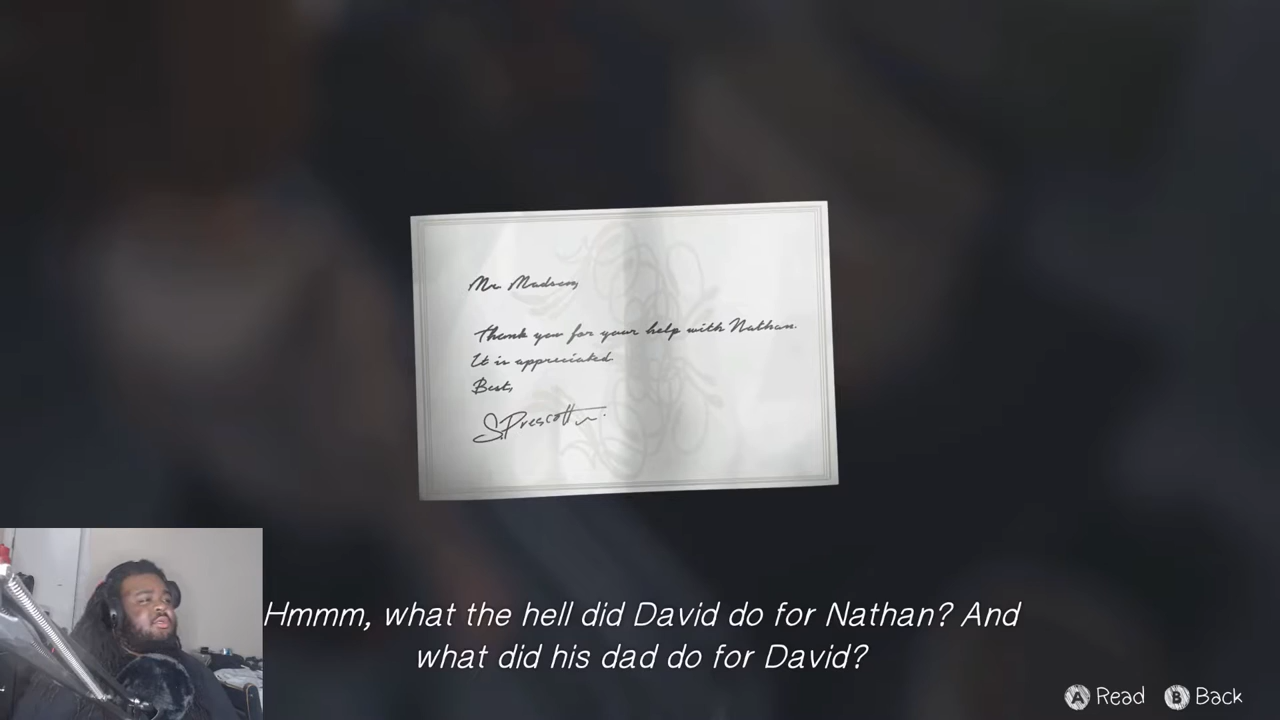 Mr. Madsen,
Thank you for your help with Nathan.
It is appreciated.
Best,
S. Prescott
Hmmm, what the hell did David do for Nathan? And
what did his dad do for David?
A Read B Back